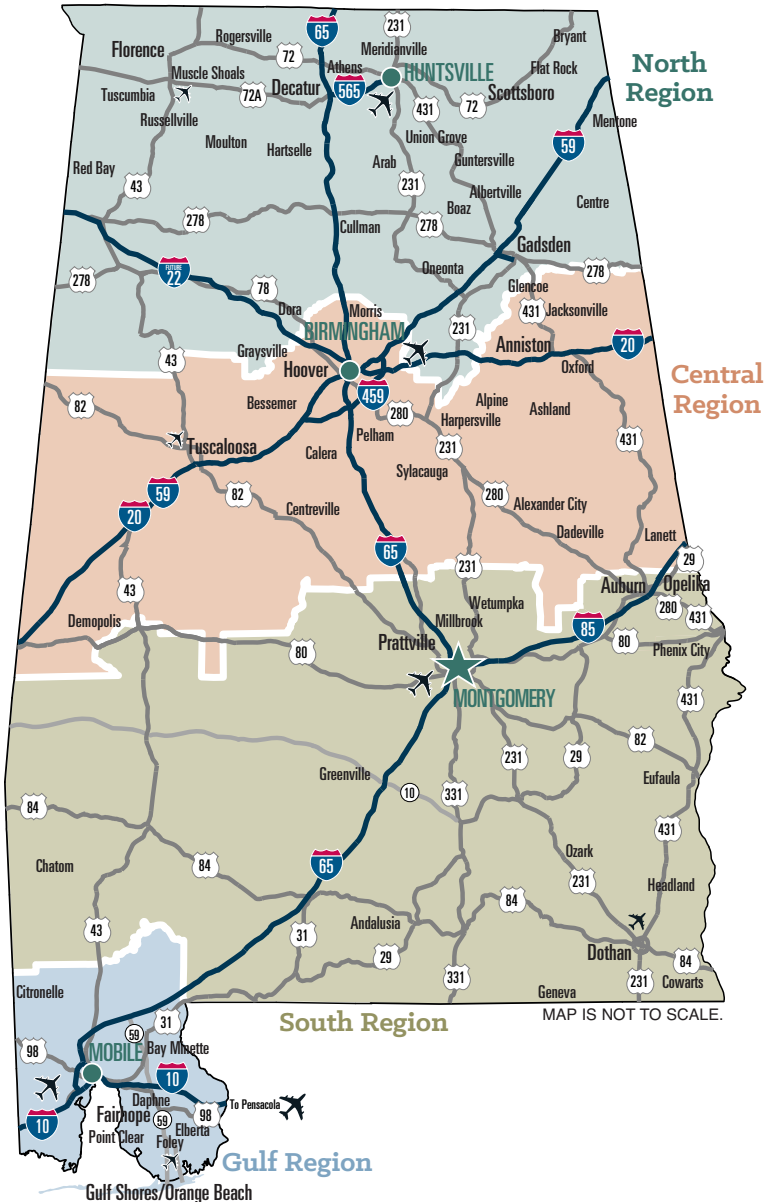 65
231
Rogersville
Bryant
Florence
Meridianville
72
North
Region
Athens
HUNTSVILLE
Flat Rock
Muscle Shoals
Decatur
565
Scottsboro
Tuscumbia
72A
431
72
Russellville
Mentone
Moulton
Hartselle
Union Grove
59
Arab
Guntersville
Red Bay
43
231
Albertville
Centre
Boaz
278
Cullman
278
Gadsden
Oneonta
278
FUTURE
22
278
78
Glencoe
Dora
Morris
431
Jacksonville
BIRMINGHAM
231
Graysville
Anniston
20
43
Hoover
Oxford
Central
Region
459
82
Bessemer
280
Alpine
Ashland
Harpersville
Pelham
431
Tuscaloosa
Calera
231
Sylacauga
59
82
280
20
Centreville
Alexander City
Dadeville
65
Lanett
29
231
43
Auburn
Opelika
Wetumpka
280
431
Demopolis
Millbrook
85
Prattville
80
80
Phenix City
MONTGOMERY
431
82
231
29
Greenville
Eufaula
10
331
84
431
Ozark
65
Chatom
84
231
Headland
84
43
Andalusia
31
Dothan
29
84
331
231
Cowarts
Citronelle
Geneva
MAP IS NOT TO SCALE.
South Region
31
59
98
MOBILE
Bay Minette
10
Daphne
To Pensacola
Fairhope
98
10
59
Elberta
Point Clear
Foley
Gulf Region
Gulf Shores/Orange Beach